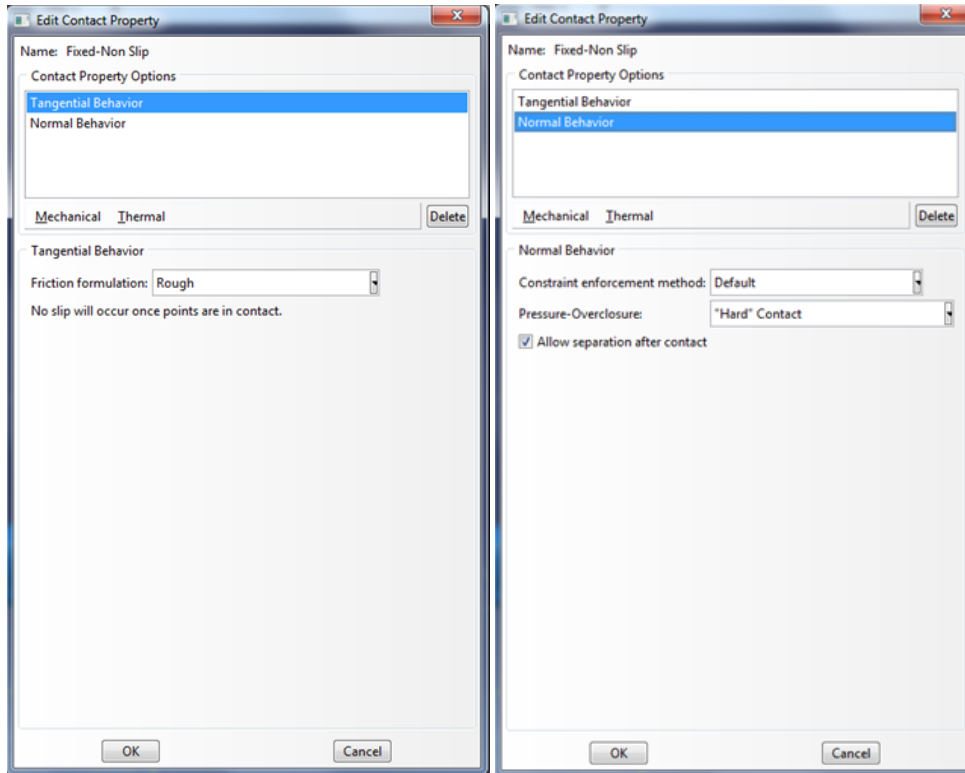 Edit Contact Property
Name: Fixed-Non Slip
Contact Property Options
Tangential Behavior
Normal Behavior
Mechanical Thermal Delete
Tangential Behavior
Friction formulation: Rough
No slip will occur once points are in contact.
OK Cancel
Edit Contact Property
Name: Fixed-Non Slip
Contact Property Options
Tangential Behavior
Normal Behavior
Mechanical Thermal Delete
Normal Behavior
Constraint enforcement method: Default
Pressure-Overclosure: "Hard" Contact
Allow separation after contact
OK Cancel